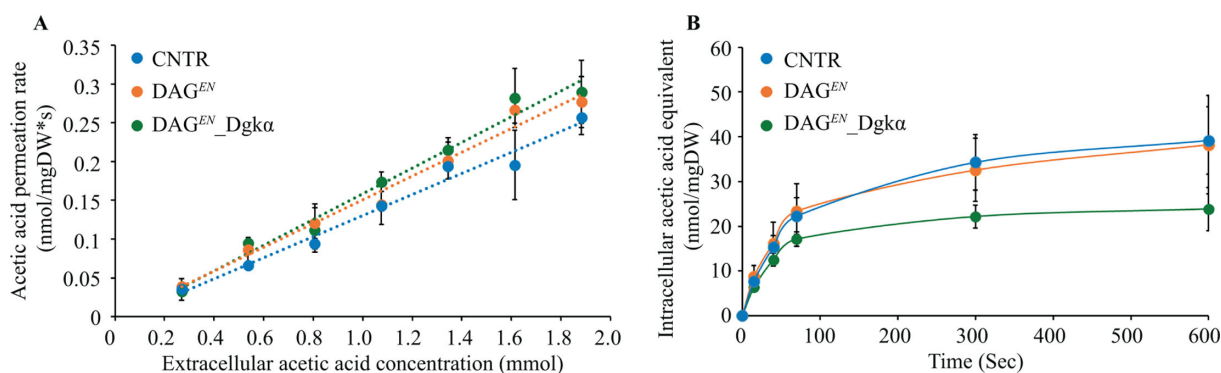 A
Acetic acid permeation rate
(nmol/mgDW*s)
0.35
0.3
0.25
0.2
0.15
0.1
0.05
0
CNTR
DAG^EN
DAG^EN_Dgkα
0 0.2 0.4 0.6 0.8 1.0 1.2 1.4 1.6 1.8 2.0
Extracellular acetic acid concentration (mmol)
B
Intracellular acetic acid equivalent
(nmol/mgDW)
60
50
40
30
20
10
0
CNTR
DAG^EN
DAG^EN_Dgkα
0 100 200 300 400 500 600
Time (Sec)